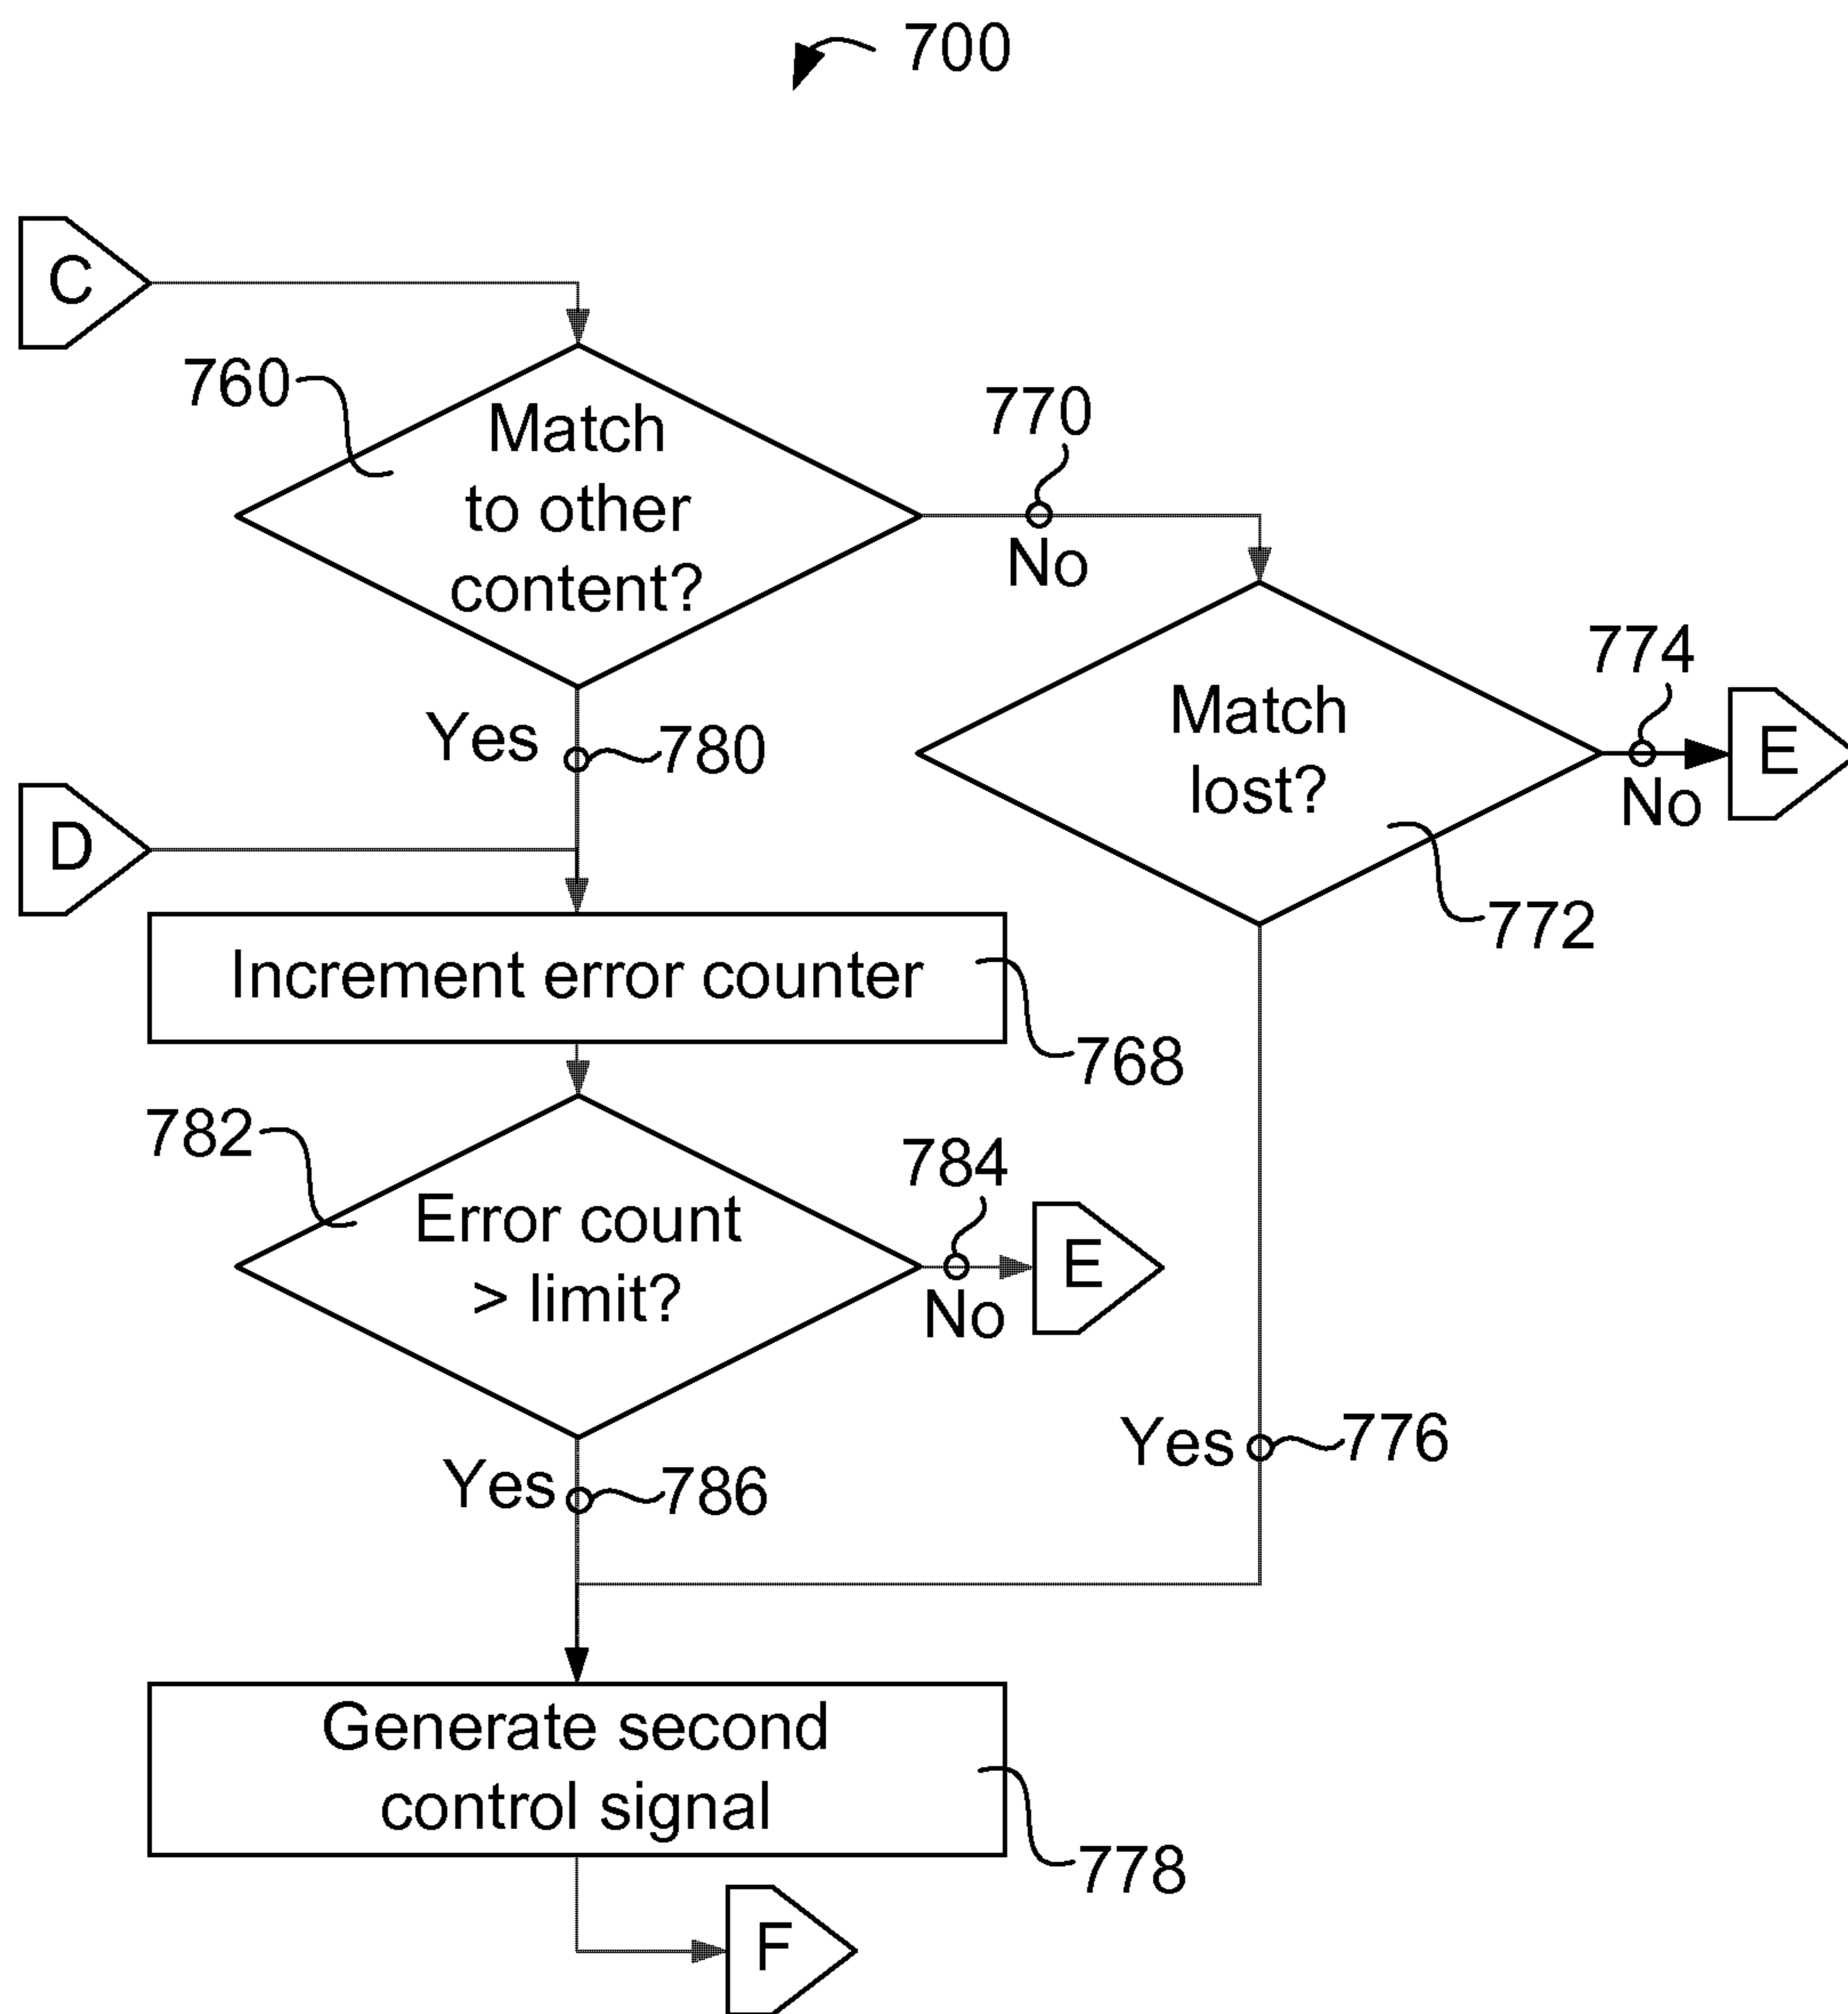 700
C
760
Match
to other
content?
770
No
774
Match
lost?
E
No
772
Yes
780
D
Increment error counter
768
782
Error count
> limit?
784
E
No
Yes
776
Yes
786
Generate second
control signal
778
F